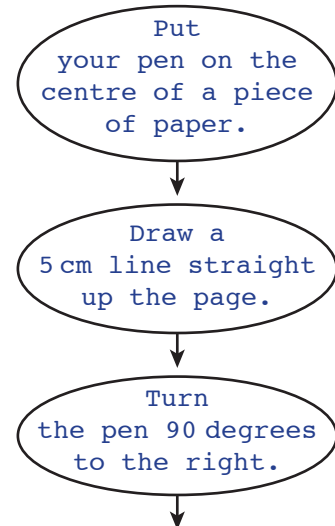 Put
your pen on the
centre of a piece
of paper.
Draw a
5 cm line straight
up the page.
Turn
the pen 90 degrees
to the right.